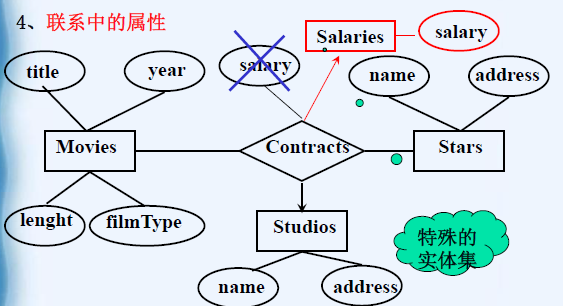 4、联系中的属性
Salaries
salary
title
year
salary
name
address
Movies
Contracts
Stars
lenght
filmType
Studios
特殊的
实体集
name
address